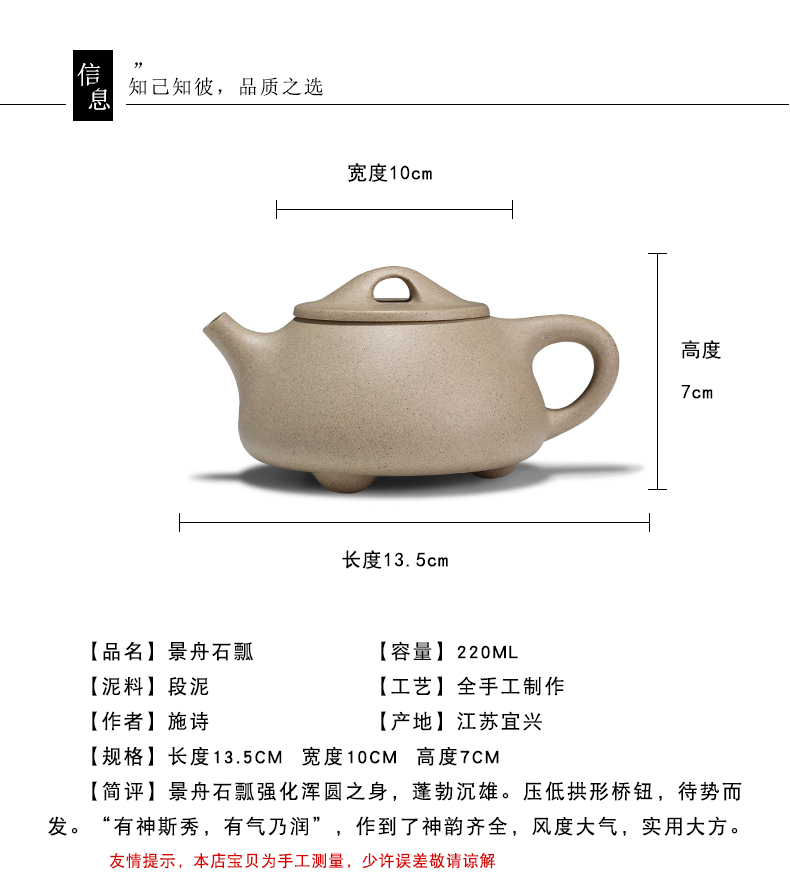 信息
”
知己知彼，品质之选
宽度10cm
高度
7cm
长度13.5cm
【品名】景舟石瓢 【容量】220ML
【泥料】段泥 【工艺】全手工制作
【作者】施诗 【产地】江苏宜兴
【规格】长度13.5CM 宽度10CM 高度7CM
【简评】景舟石瓢强化浑圆之身，蓬勃沉雄。压低拱形桥钮，待势而
发。“有神斯秀，有气乃润”，作到了神韵齐全，风度大气，实用大方。
友情提示，本店宝贝为手工测量，少许误差敬请谅解